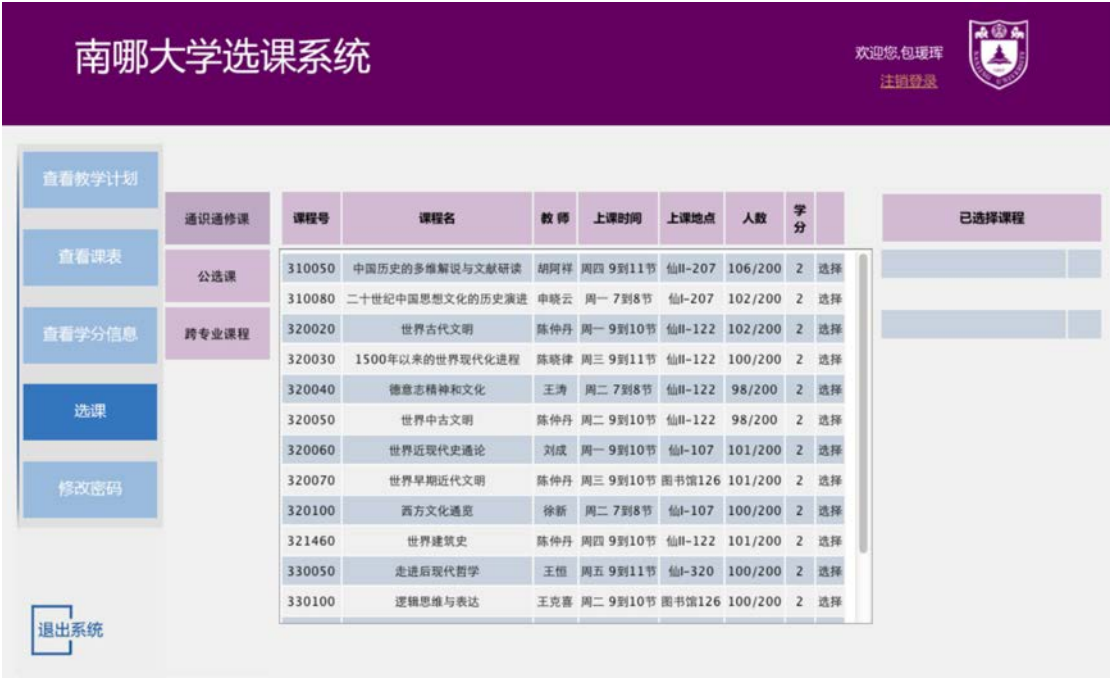 南哪大学选课系统
欢迎您,包瑗珲
注销登录
查看教学计划
查看课表
查看学分信息
选课
修改密码
退出系统
通识通修课
公选课
跨专业课程
课程号 课程名 教 师 上课时间 上课地点 人数 学分
310050 中国历史的多维解说与文献研读 胡阿祥 周四 9到11节 仙II-207 106/200 2 选择
310080 二十世纪中国思想文化的历史演进 申晓云 周一 7到8节 仙I-207 102/200 2 选择
320020 世界古代文明 陈仲丹 周一 9到10节 仙II-122 102/200 2 选择
320030 1500年以来的世界现代化进程 陈晓律 周三 9到11节 仙II-122 100/200 2 选择
320040 德意志精神和文化 王涛 周二 7到8节 仙II-122 98/200 2 选择
320050 世界中古文明 陈仲丹 周二 9到10节 仙II-122 98/200 2 选择
320060 世界近现代史通论 刘成 周一 9到10节 仙I-107 101/200 2 选择
320070 世界早期近代文明 陈仲丹 周三 9到10节 图书馆126 101/200 2 选择
320100 西方文化通览 徐新 周二 7到8节 仙I-107 100/200 2 选择
321460 世界建筑史 陈仲丹 周四 9到10节 仙II-122 101/200 2 选择
330050 走进后现代哲学 王恒 周五 9到11节 仙I-320 100/200 2 选择
330100 逻辑思维与表达 王克喜 周二 9到10节 图书馆126 100/200 2 选择
已选择课程